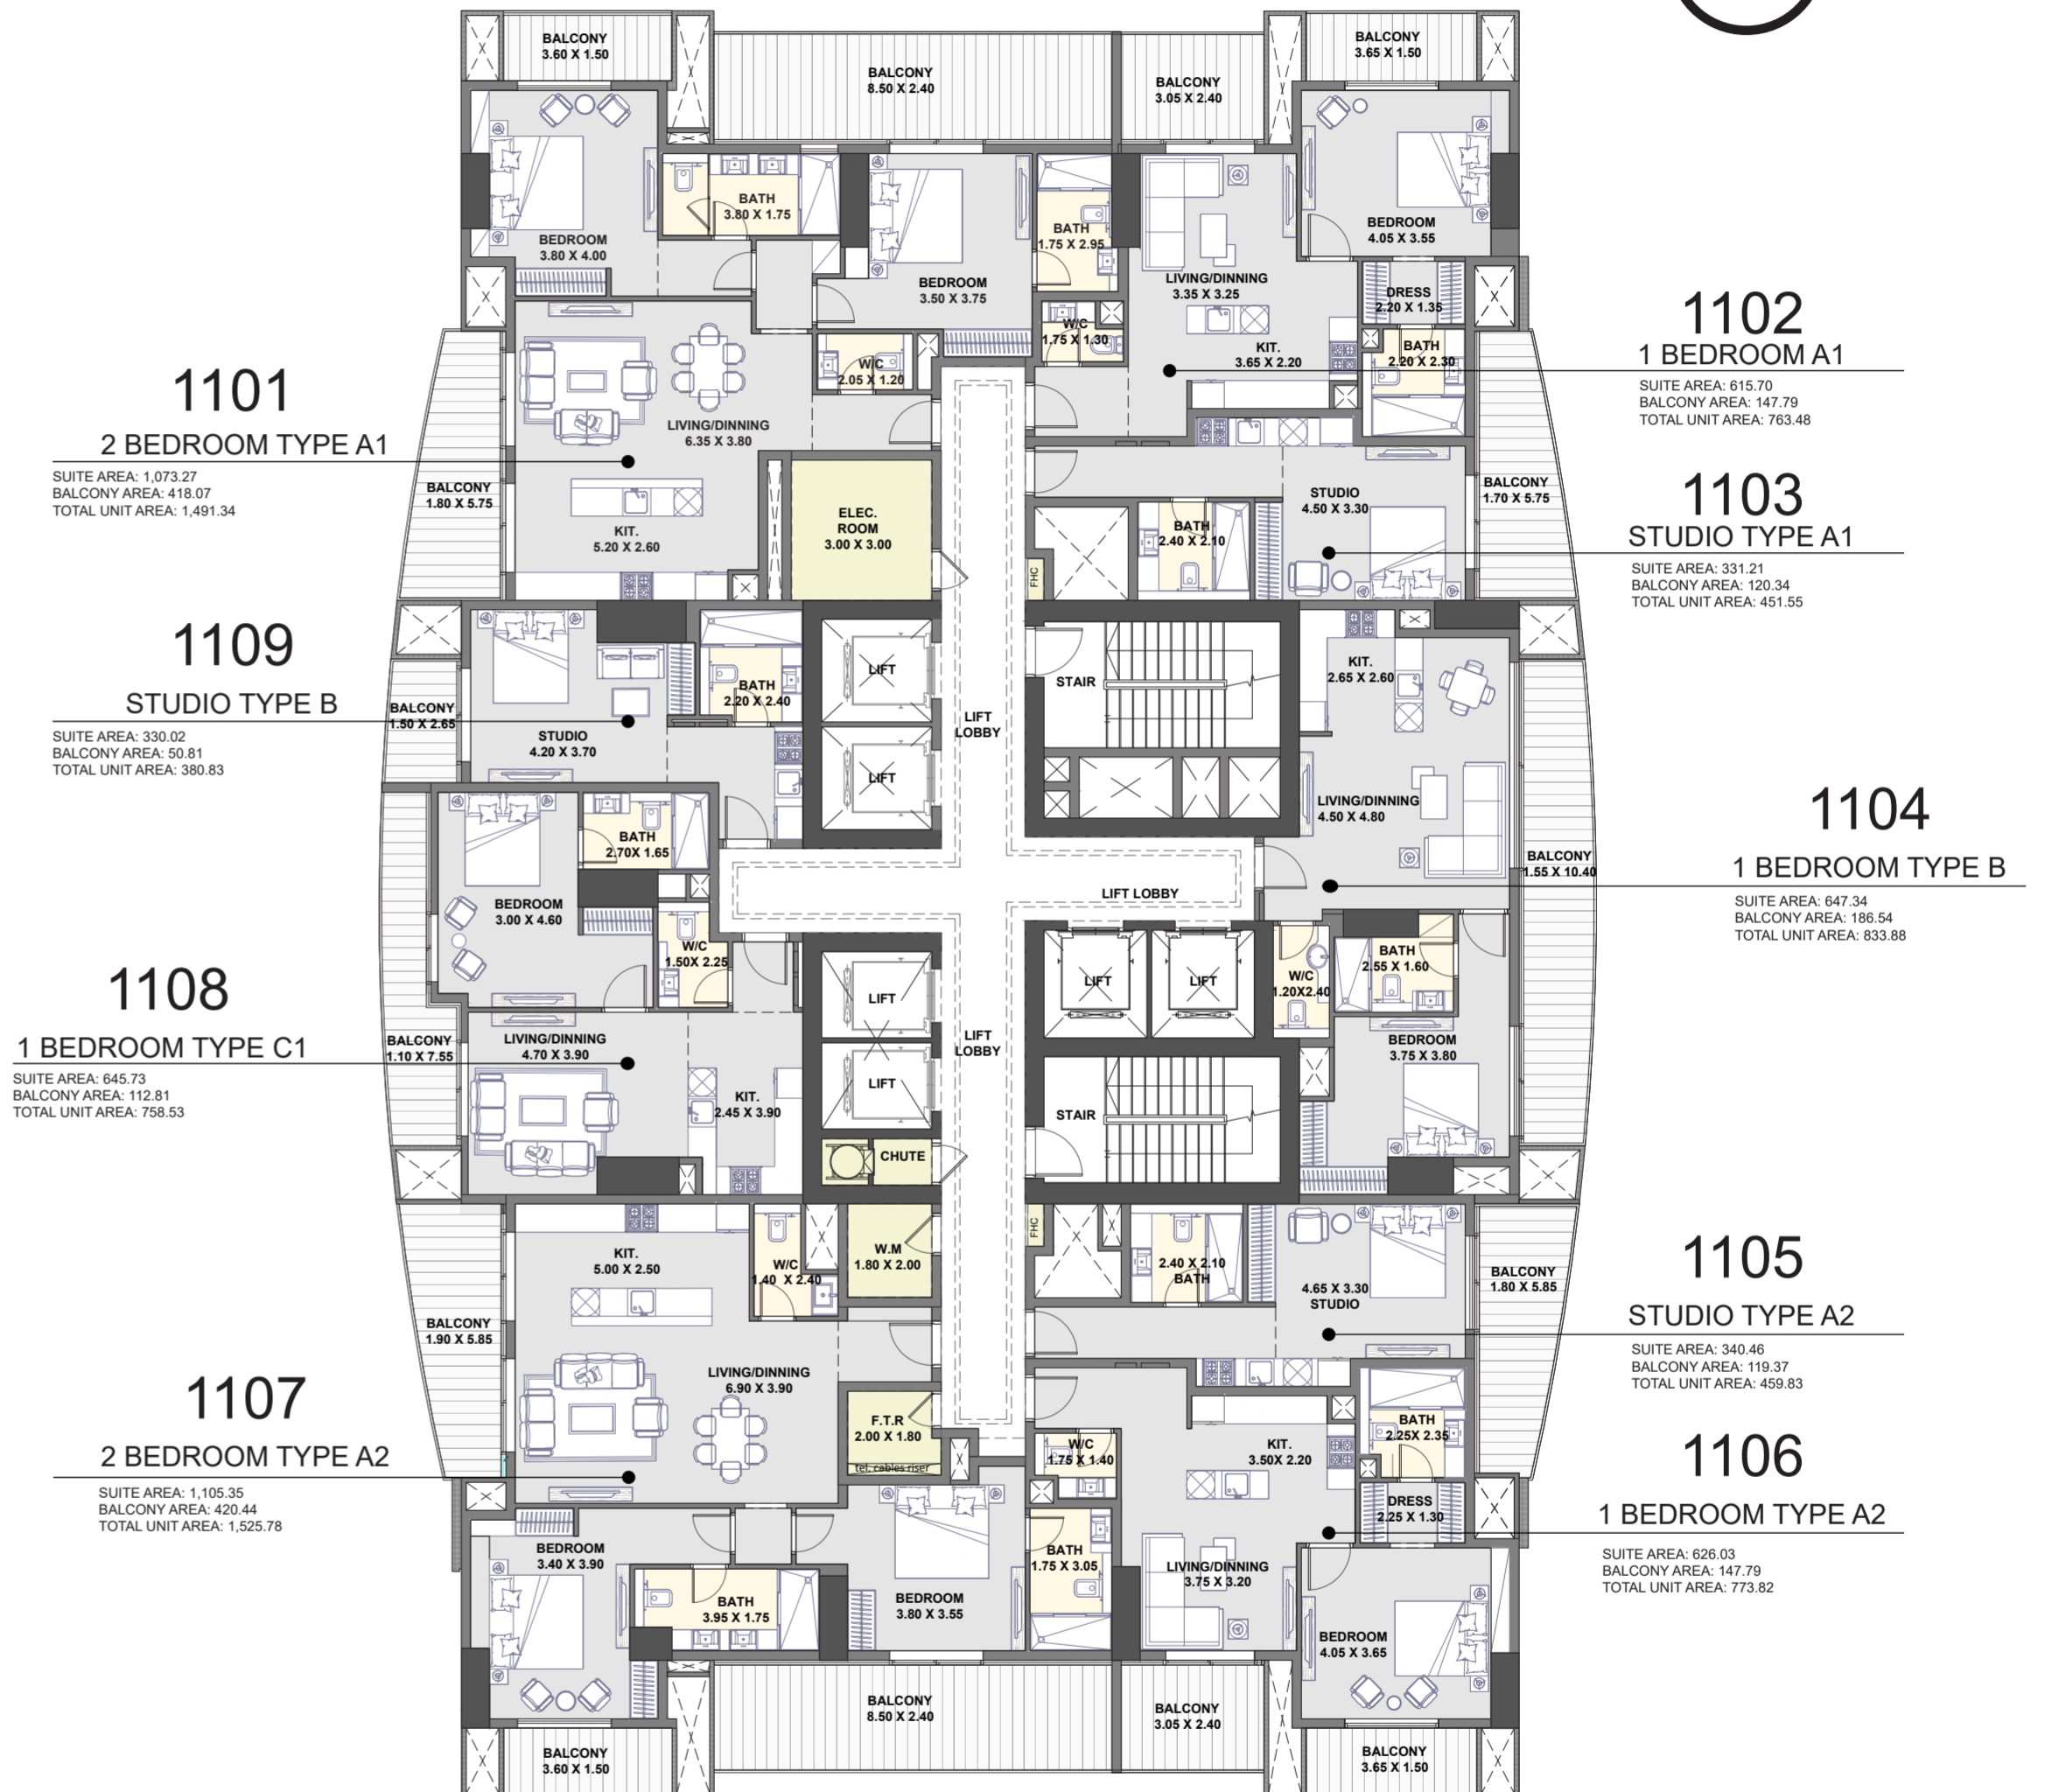 BALCONY
3.60 X 1.50
BALCONY
8.50 X 2.40
BALCONY
3.05 X 2.40
BALCONY
3.65 X 1.50
BEDROOM
3.80 X 4.00
BATH
3.80 X 1.75
BEDROOM
3.50 X 3.75
BATH
1.75 X 2.95
LIVING/DINNING
3.35 X 3.25
BEDROOM
4.05 X 3.55
DRESS
2.20 X 1.35
W/C
1.75 X 1.30
KIT.
3.65 X 2.20
BATH
2.20 X 2.30
W/C
2.05 X 1.20
1102
1 BEDROOM A1
SUITE AREA: 615.70
BALCONY AREA: 147.79
TOTAL UNIT AREA: 763.48
1101
2 BEDROOM TYPE A1
SUITE AREA: 1,073.27
BALCONY AREA: 418.07
TOTAL UNIT AREA: 1,491.34
LIVING/DINNING
6.35 X 3.80
BALCONY
1.80 X 5.75
KIT.
5.20 X 2.60
ELEC.
ROOM
3.00 X 3.00
FHC
BATH
2.40 X 2.10
STUDIO
4.50 X 3.30
BALCONY
1.70 X 5.75
1103
STUDIO TYPE A1
SUITE AREA: 331.21
BALCONY AREA: 120.34
TOTAL UNIT AREA: 451.55
1109
STUDIO TYPE B
SUITE AREA: 330.02
BALCONY AREA: 50.81
TOTAL UNIT AREA: 380.83
BALCONY
1.50 X 2.65
STUDIO
4.20 X 3.70
BATH
2.20 X 2.40
LIFT
LIFT
LIFT
LOBBY
STAIR
KIT.
2.65 X 2.60
LIVING/DINNING
4.50 X 4.80
BALCONY
1.55 X 10.40
1104
1 BEDROOM TYPE B
SUITE AREA: 647.34
BALCONY AREA: 186.54
TOTAL UNIT AREA: 833.88
BATH
2.70X 1.65
BEDROOM
3.00 X 4.60
W/C
1.50X 2.25
LIFT LOBBY
LIFT
LIFT
LIFT
W/C
1.20X2.40
BATH
2.55 X 1.60
BEDROOM
3.75 X 3.80
1108
1 BEDROOM TYPE C1
SUITE AREA: 645.73
BALCONY AREA: 112.81
TOTAL UNIT AREA: 758.53
BALCONY
1.10 X 7.55
LIVING/DINNING
4.70 X 3.90
KIT.
2.45 X 3.90
LIFT
LIFT
LOBBY
STAIR
CHUTE
KIT.
5.00 X 2.50
W/C
1.40 X 2.40
W.M
1.80 X 2.00
FHC
2.40 X 2.10
BATH
4.65 X 3.30
STUDIO
BALCONY
1.80 X 5.85
1105
STUDIO TYPE A2
SUITE AREA: 340.46
BALCONY AREA: 119.37
TOTAL UNIT AREA: 459.83
BALCONY
1.90 X 5.85
LIVING/DINNING
6.90 X 3.90
F.T.R
2.00 X 1.80
tel. cables riser
1107
2 BEDROOM TYPE A2
SUITE AREA: 1,105.35
BALCONY AREA: 420.44
TOTAL UNIT AREA: 1,525.78
W/C
1.75 X 1.40
KIT.
3.50X 2.20
BATH
2.25X 2.35
DRESS
2.25 X 1.30
1106
1 BEDROOM TYPE A2
SUITE AREA: 626.03
BALCONY AREA: 147.79
TOTAL UNIT AREA: 773.82
BEDROOM
3.40 X 3.90
BATH
3.95 X 1.75
BEDROOM
3.80 X 3.55
BATH
1.75 X 3.05
LIVING/DINNING
3.75 X 3.20
BEDROOM
4.05 X 3.65
BALCONY
3.60 X 1.50
BALCONY
8.50 X 2.40
BALCONY
3.05 X 2.40
BALCONY
3.65 X 1.50